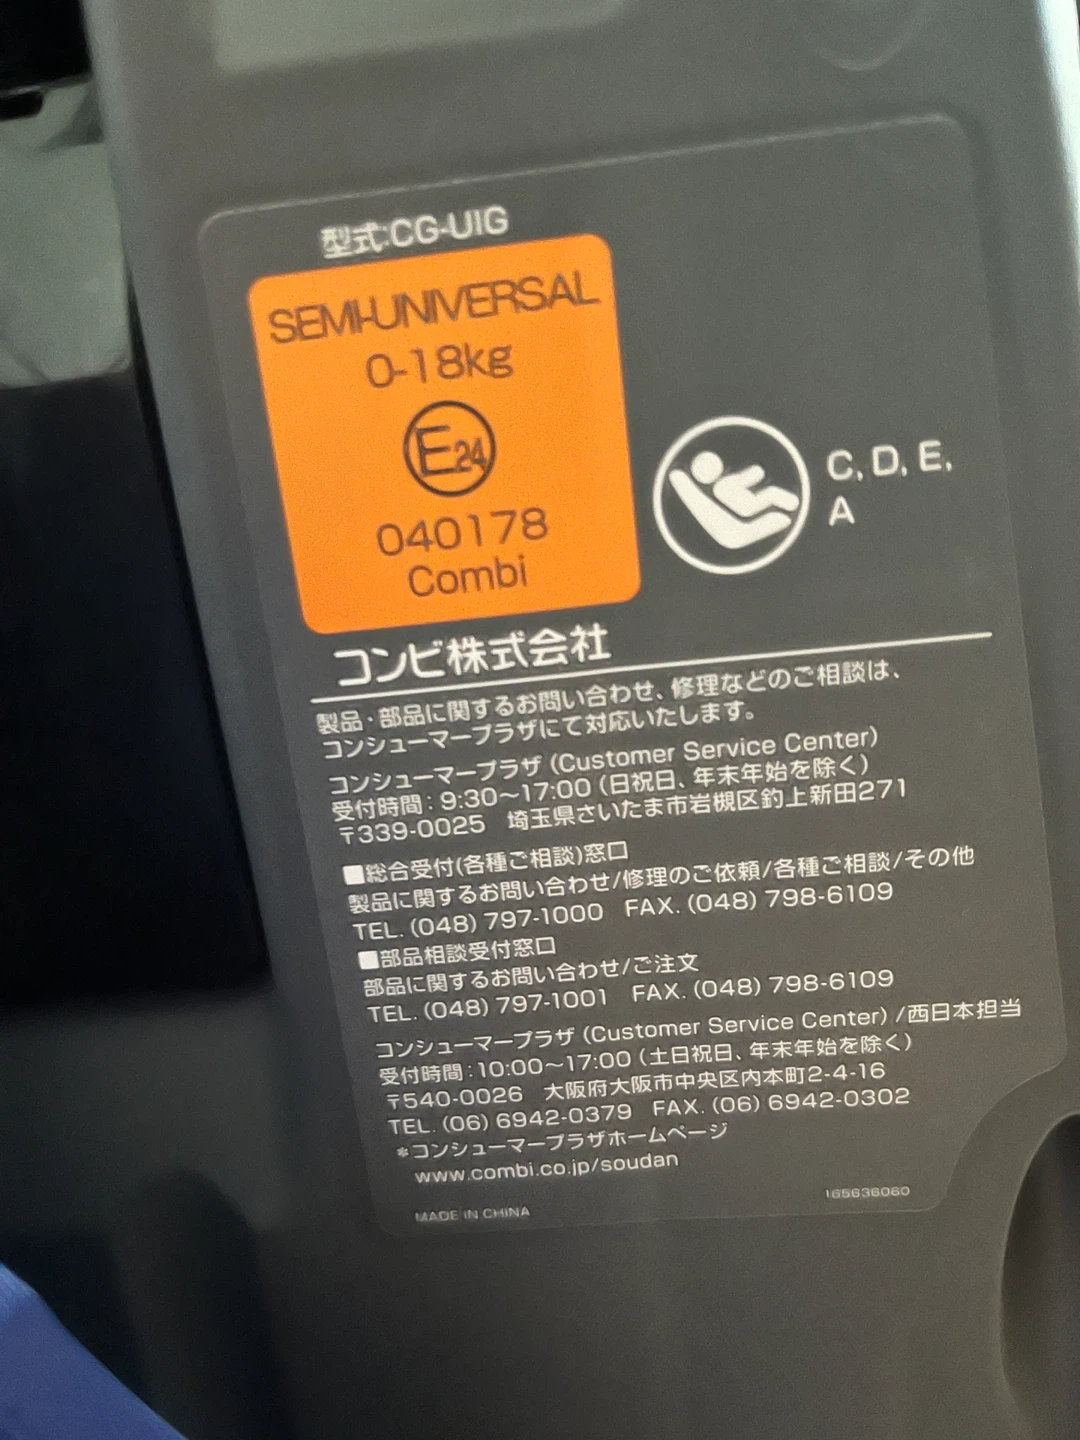 型式:CG-UIG
SEMI-UNIVERSAL
0-18kg
E24
040178
Combi
C, D, E,
A
コンビ株式会社
製品・部品に関するお問い合わせ、修理などのご相談は、
コンシューマープラザにて対応いたします。
コンシューマープラザ (Customer Service Center)
受付時間：9:30〜17:00 (日祝日、年末年始を除く)
〒339-0025 埼玉県さいたま市岩槻区釣上新田271
■総合受付(各種ご相談)窓口
製品に関するお問い合わせ/修理のご依頼/各種ご相談/その他
TEL. (048) 797-1000 FAX. (048) 798-6109
■部品相談受付窓口
部品に関するお問い合わせ/ご注文
TEL. (048) 797-1001 FAX. (048) 798-6109
コンシューマープラザ (Customer Service Center) /西日本担当
受付時間：10:00〜17:00 (土日祝日、年末年始を除く)
〒540-0026 大阪府大阪市中央区内本町2-4-16
TEL. (06) 6942-0379 FAX. (06) 6942-0302
＊コンシューマープラザホームページ
www.combi.co.jp/soudan
165636060
MADE IN CHINA